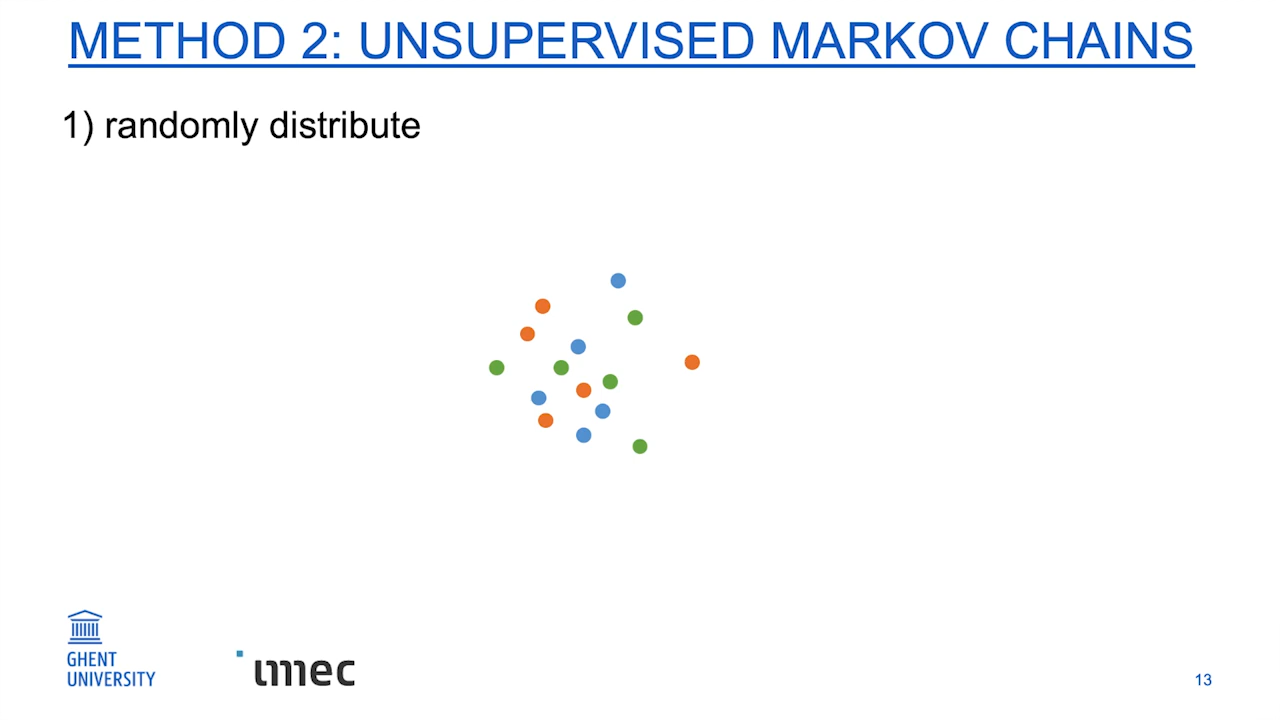 METHOD 2: UNSUPERVISED MARKOV CHAINS
1) randomly distribute
GHENT
UNIVERSITY
imec
13